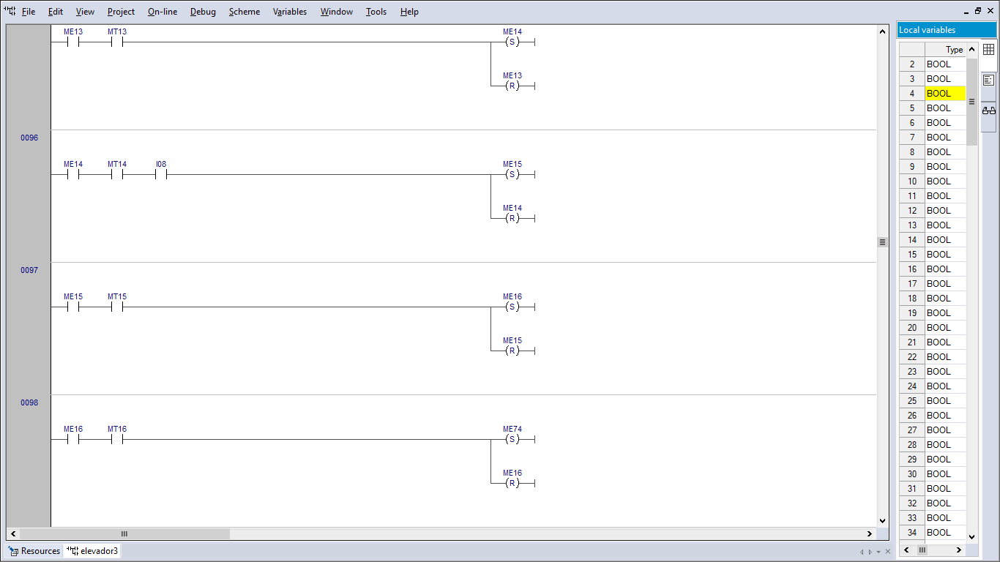 File Edit View Project On-line Debug Scheme Variables Window Tools Help
ME13 MT13 ME14
(S)
ME13
(R)
0096
ME14 MT14 I08 ME15
(S)
ME14
(R)
0097
ME15 MT15 ME16
(S)
ME15
(R)
0098
ME16 MT16 ME74
(S)
ME16
(R)
Resources elevador3
Local variables
Type
2 BOOL
3 BOOL
4 BOOL
5 BOOL
6 BOOL
7 BOOL
8 BOOL
9 BOOL
10 BOOL
11 BOOL
12 BOOL
13 BOOL
14 BOOL
15 BOOL
16 BOOL
17 BOOL
18 BOOL
19 BOOL
20 BOOL
21 BOOL
22 BOOL
23 BOOL
24 BOOL
25 BOOL
26 BOOL
27 BOOL
28 BOOL
29 BOOL
30 BOOL
31 BOOL
32 BOOL
33 BOOL
34 BOOL